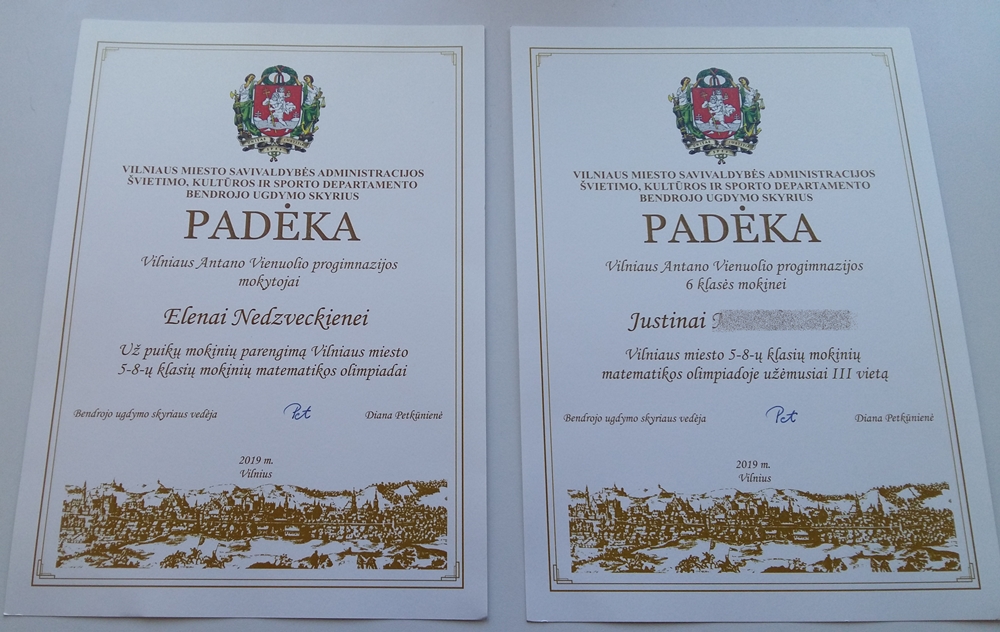 VILNIAUS MIESTO SAVIVALDYBĖS ADMINISTRACIJOS
ŠVIETIMO, KULTŪROS IR SPORTO DEPARTAMENTO
BENDROJO UGDYMO SKYRIUS
PADĖKA
Vilniaus Antano Vienuolio progimnazijos
mokytojai
Elenai Nedzveckienei
Už puikų mokinių parengimą Vilniaus miesto
5-8-ų klasių mokinių matematikos olimpiadai
Bendrojo ugdymo skyriaus vedėja Diana Petkūnienė
2019 m.
Vilnius
VILNIAUS MIESTO SAVIVALDYBĖS ADMINISTRACIJOS
ŠVIETIMO, KULTŪROS IR SPORTO DEPARTAMENTO
BENDROJO UGDYMO SKYRIUS
PADĖKA
Vilniaus Antano Vienuolio progimnazijos
6 klasės mokinei
Justinai
Vilniaus miesto 5-8-ų klasių mokinių
matematikos olimpiadoje užėmusiai III vietą
Bendrojo ugdymo skyriaus vedėja Diana Petkūnienė
2019 m.
Vilnius